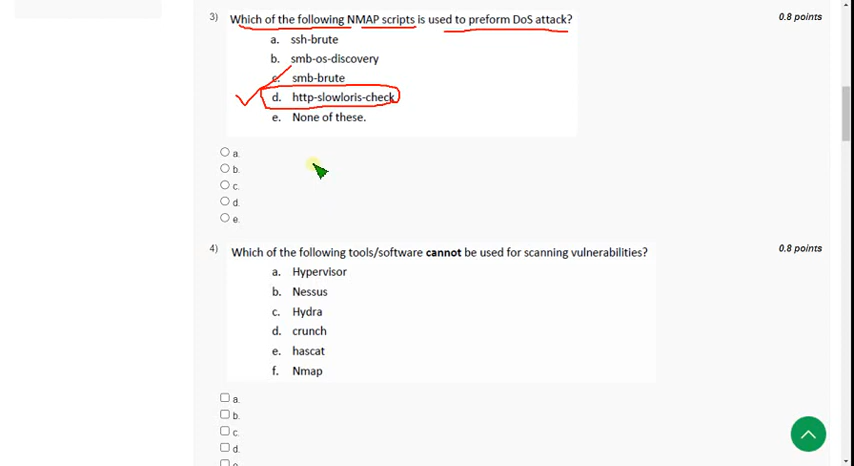 3) Which of the following NMAP scripts is used to preform DoS attack? 0.8 points
a. ssh-brute
b. smb-os-discovery
c. smb-brute
d. http-slowloris-check
e. None of these.
a.
b.
c.
d.
e.
4) Which of the following tools/software cannot be used for scanning vulnerabilities? 0.8 points
a. Hypervisor
b. Nessus
c. Hydra
d. crunch
e. hascat
f. Nmap
a.
b.
c.
d.
e.